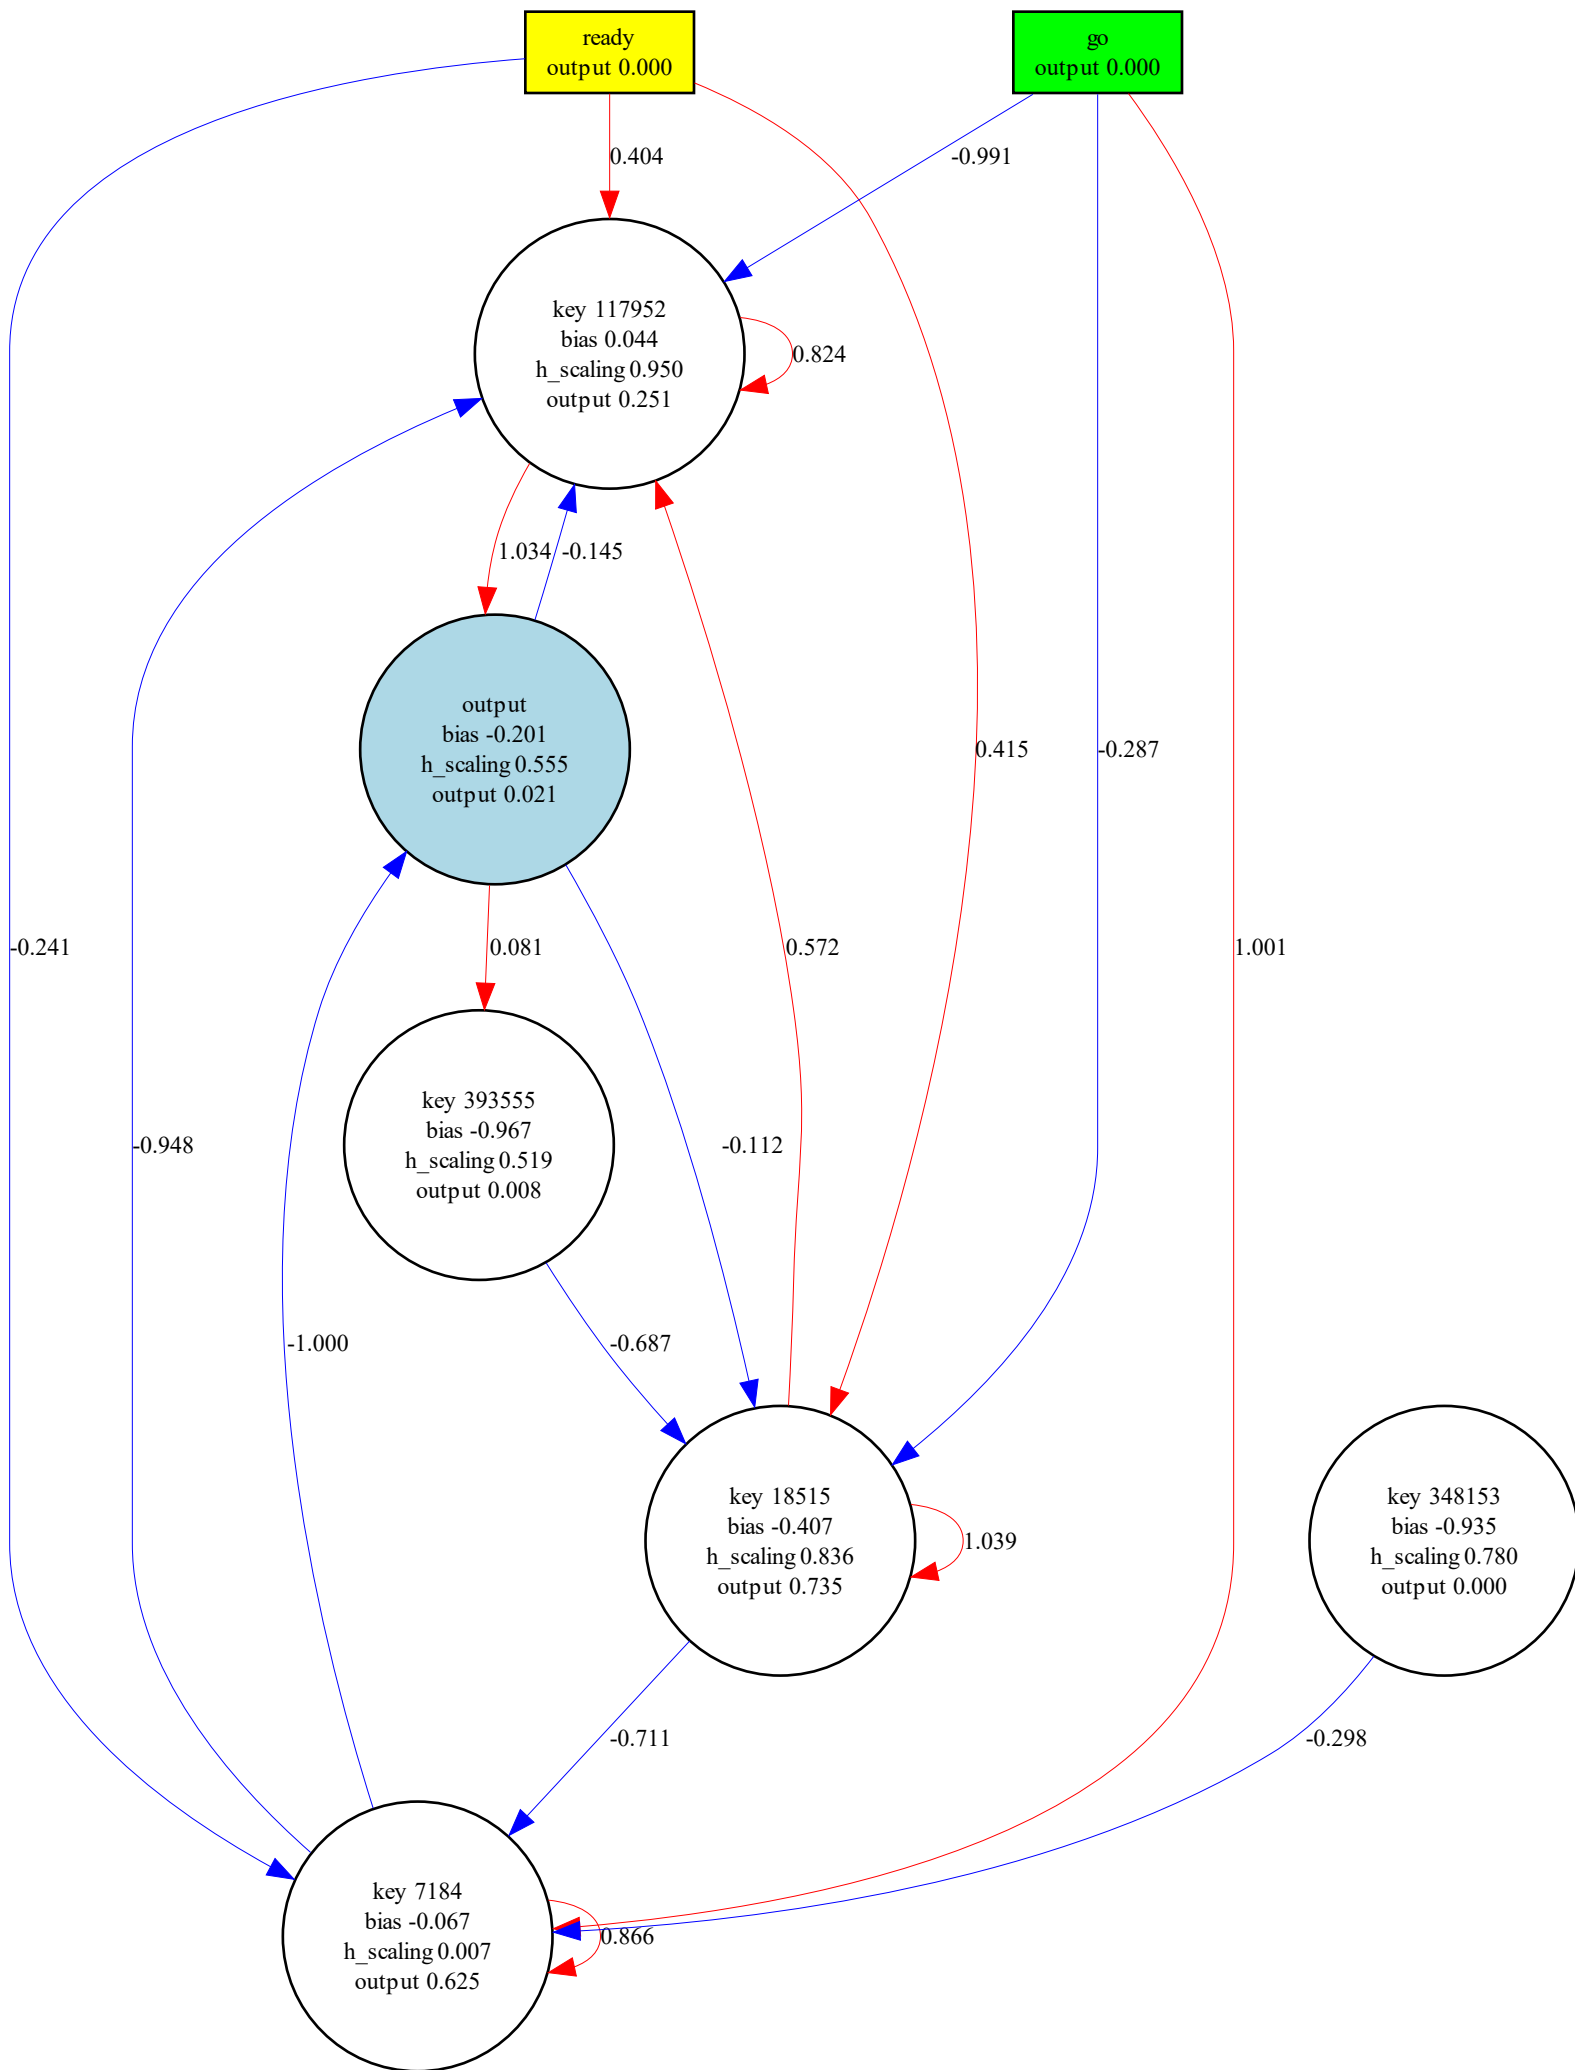 ready
output 0.000
go
output 0.000
0.404
-0.991
key 117952
bias 0.044
h_scaling 0.950
output 0.251
0.824
1.034
-0.145
output
bias -0.201
h_scaling 0.555
output 0.021
0.415
-0.287
-0.241
0.081
0.572
1.001
key 393555
bias -0.967
h_scaling 0.519
output 0.008
-0.948
-0.112
-1.000
-0.687
key 18515
bias -0.407
h_scaling 0.836
output 0.735
1.039
key 348153
bias -0.935
h_scaling 0.780
output 0.000
-0.711
-0.298
key 7184
bias -0.067
h_scaling 0.007
output 0.625
0.866